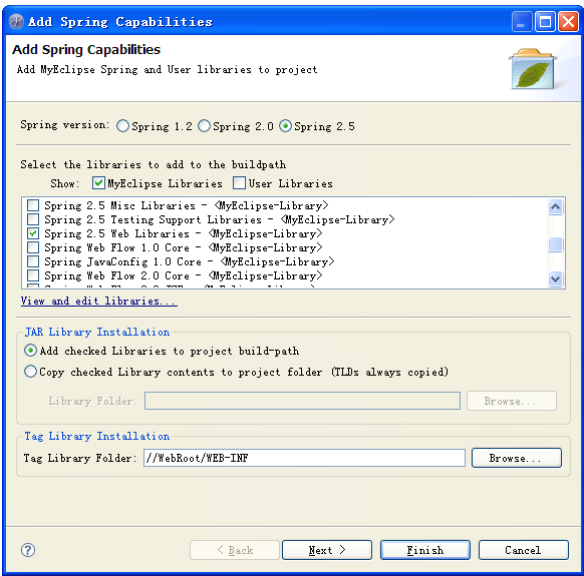 Add Spring Capabilities
Add Spring Capabilities
Add MyEclipse Spring and User libraries to project
Spring version: Spring 1.2 Spring 2.0 Spring 2.5
Select the libraries to add to the buildpath
Show: MyEclipse Libraries User Libraries
Spring 2.5 Misc Libraries - <MyEclipse-Library>
Spring 2.5 Testing Support Libraries - <MyEclipse-Library>
Spring 2.5 Web Libraries - <MyEclipse-Library>
Spring Web Flow 1.0 Core - <MyEclipse-Library>
Spring JavaConfig 1.0 Core - <MyEclipse-Library>
Spring Web Flow 2.0 Core - <MyEclipse-Library>
View and edit libraries...
JAR Library Installation
Add checked Libraries to project build-path
Copy checked Library contents to project folder (TLDs always copied)
Library Folder: Browse...
Tag Library Installation
Tag Library Folder: //WebRoot/WEB-INF Browse...
? < Back Next > Finish Cancel